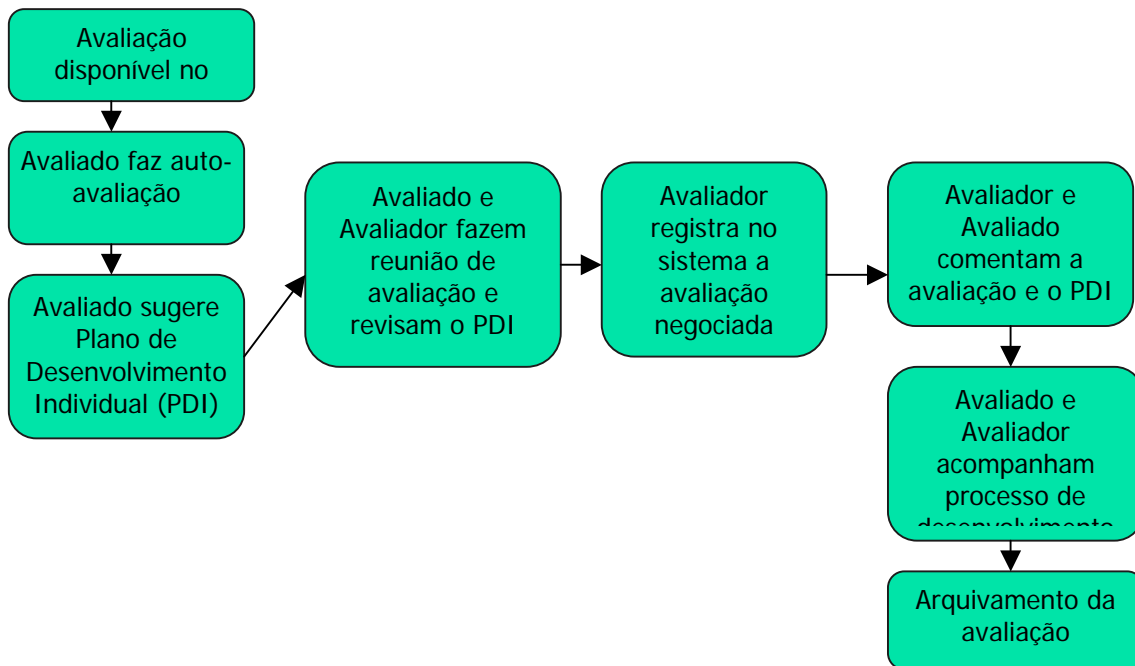 Avaliação
disponível no
Avaliado faz auto-
avaliação
Avaliado sugere
Plano de
Desenvolvimento
Individual (PDI)
Avaliado e
Avaliador fazem
reunião de
avaliação e
revisam o PDI
Avaliador
registra no
sistema a
avaliação
negociada
Avaliador e
Avaliado
comentam a
avaliação e o PDI
Avaliado e
Avaliador
acompanham
processo de
desenvolvimento
Arquivamento da
avaliação